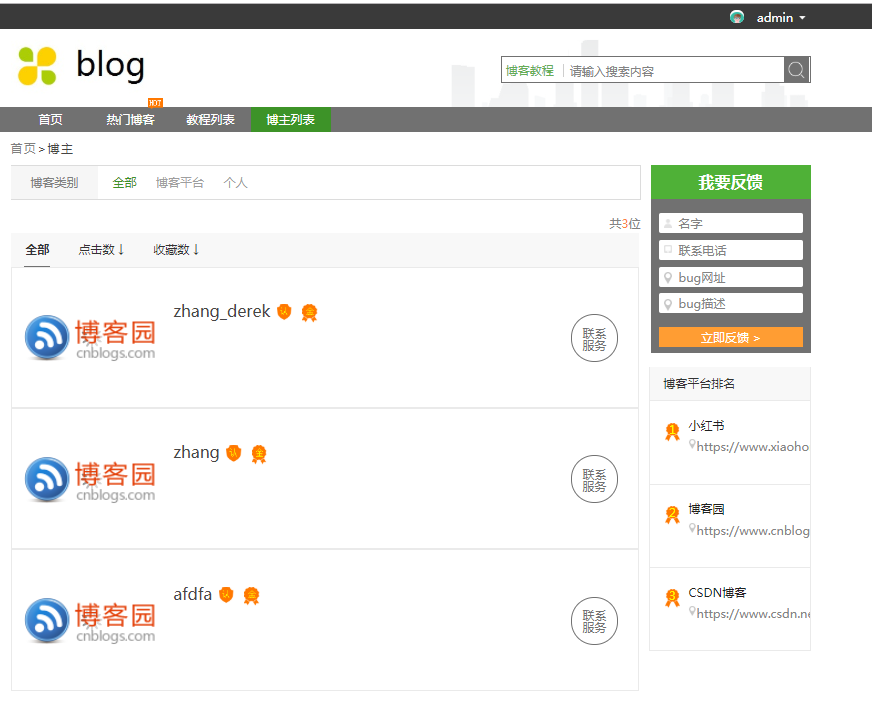 admin
blog
博客教程 请输入搜索内容
HOT
首页 热门博客 教程列表 博主列表
首页>博主
博客类别 全部 博客平台 个人
我要反馈
名字
联系电话
bug网址
bug描述
立即反馈 >
共3位
全部 点击数↓ 收藏数↓
zhang_derek 认 金
博客园
cnblogs.com
联系
服务
zhang 认 金
博客园
cnblogs.com
联系
服务
afdfa 认 金
博客园
cnblogs.com
联系
服务
博客平台排名
1 小红书
https://www.xiaoho
2 博客园
https://www.cnblog
3 CSDN博客
https://www.csdn.ne